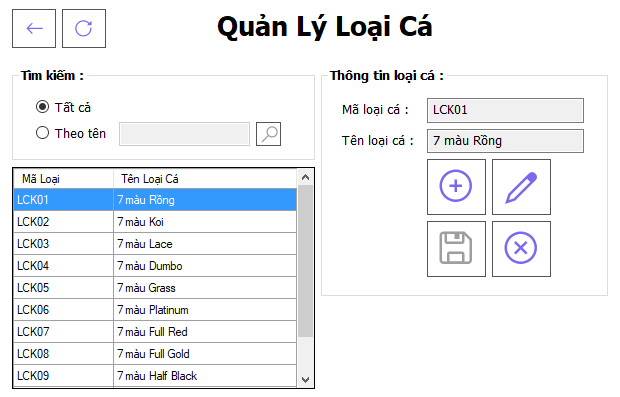 Quản Lý Loại Cá
Tìm kiếm :
Tất cả
Theo tên
Mã Loại Tên Loại Cá
LCK01 7 màu Rồng
LCK02 7 màu Koi
LCK03 7 màu Lace
LCK04 7 màu Dumbo
LCK05 7 màu Grass
LCK06 7 màu Platinum
LCK07 7 màu Full Red
LCK08 7 màu Full Gold
LCK09 7 màu Half Black
Thông tin loại cá :
Mã loại cá : LCK01
Tên loại cá : 7 màu Rồng